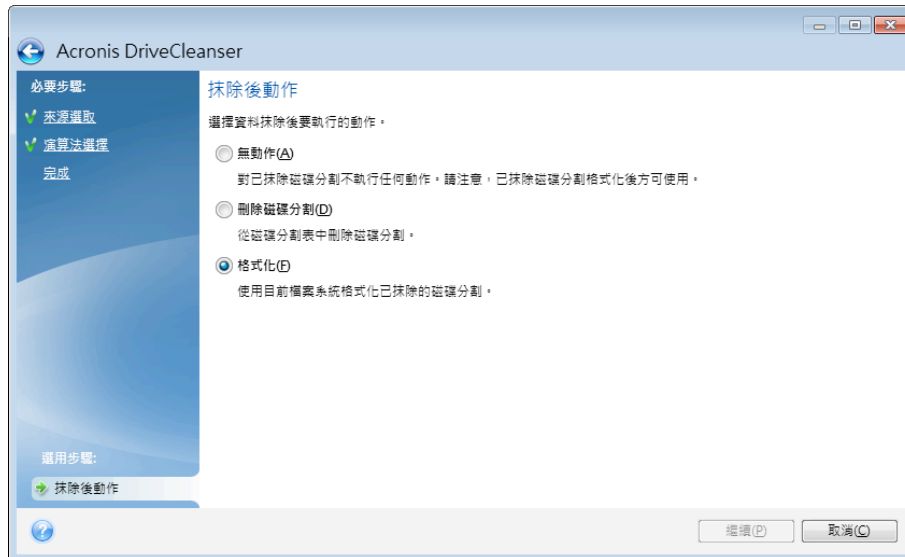 Acronis DriveCleanser
必要步驟:
來源選取
演算法選擇
完成
選用步驟:
抹除後動作
抹除後動作
選擇資料抹除後要執行的動作。
無動作(A)
對已抹除磁碟分割不執行任何動作。請注意，已抹除磁碟分割格式化後方可使用。
刪除磁碟分割(D)
從磁碟分割表中刪除磁碟分割。
格式化(F)
使用目前檔案系統格式化已抹除的磁碟分割。
繼續(P)
取消(C)